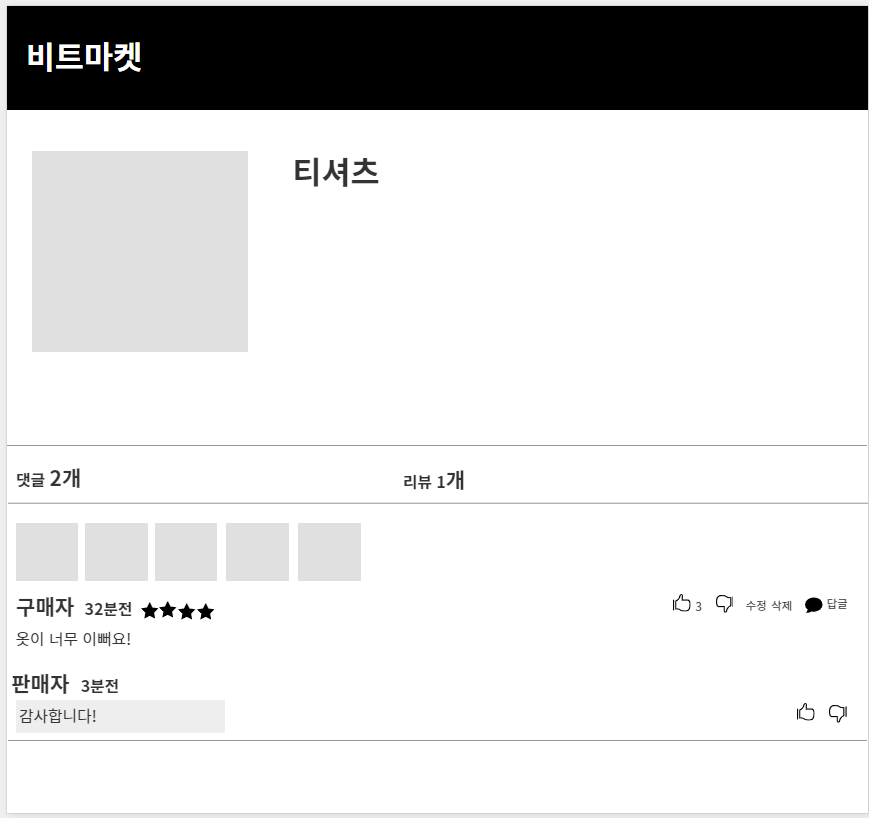 비트마켓
티셔츠
댓글 2개 리뷰 1개
구매자 32분전 3 수정 삭제 답글
옷이 너무 이뻐요!
판매자 3분전
감사합니다!